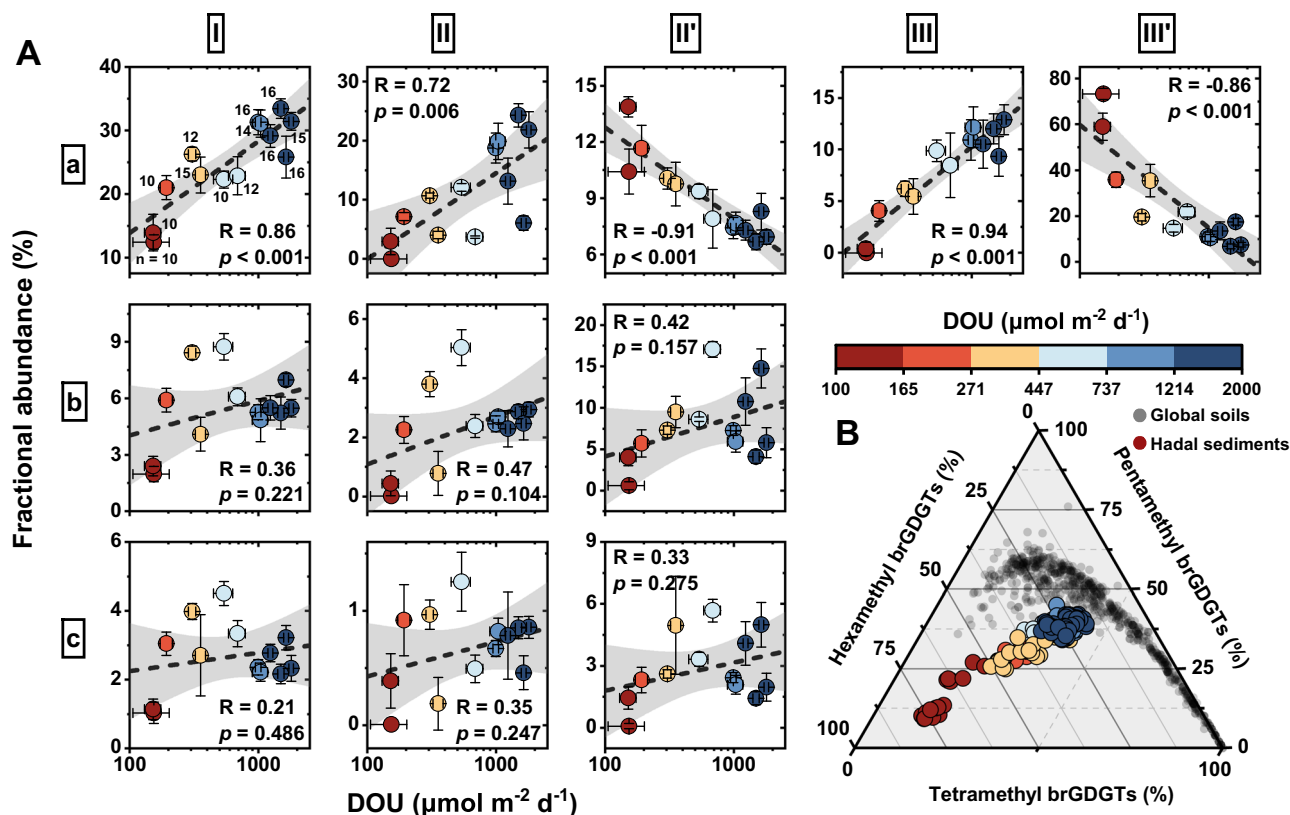 A
I
II
II'
III
III'
Fractional abundance (%)
a
40
30
20
10
10
n = 10
10
10
12
15
10
12
16
14
16
15
16
R = 0.86
p < 0.001
30
20
10
0
R = 0.72
p = 0.006
15
12
9
6
R = -0.91
p < 0.001
15
10
5
0
R = 0.94
p < 0.001
80
60
40
20
0
R = -0.86
p < 0.001
b
9
6
3
0
R = 0.36
p = 0.221
6
4
2
0
R = 0.47
p = 0.104
20
15
10
5
0
R = 0.42
p = 0.157
c
6
4
2
0
R = 0.21
p = 0.486
1
0
R = 0.35
p = 0.247
9
6
3
0
R = 0.33
p = 0.275
100
1000
100
1000
100
1000
DOU (µmol m⁻² d⁻¹)
DOU (µmol m⁻² d⁻¹)
100
165
271
447
737
1214
2000
B
Global soils
Hadal sediments
Hexamethyl brGDGTs (%)
0
25
50
75
100
Pentamethyl brGDGTs (%)
100
75
50
25
0
0
50
100
Tetramethyl brGDGTs (%)